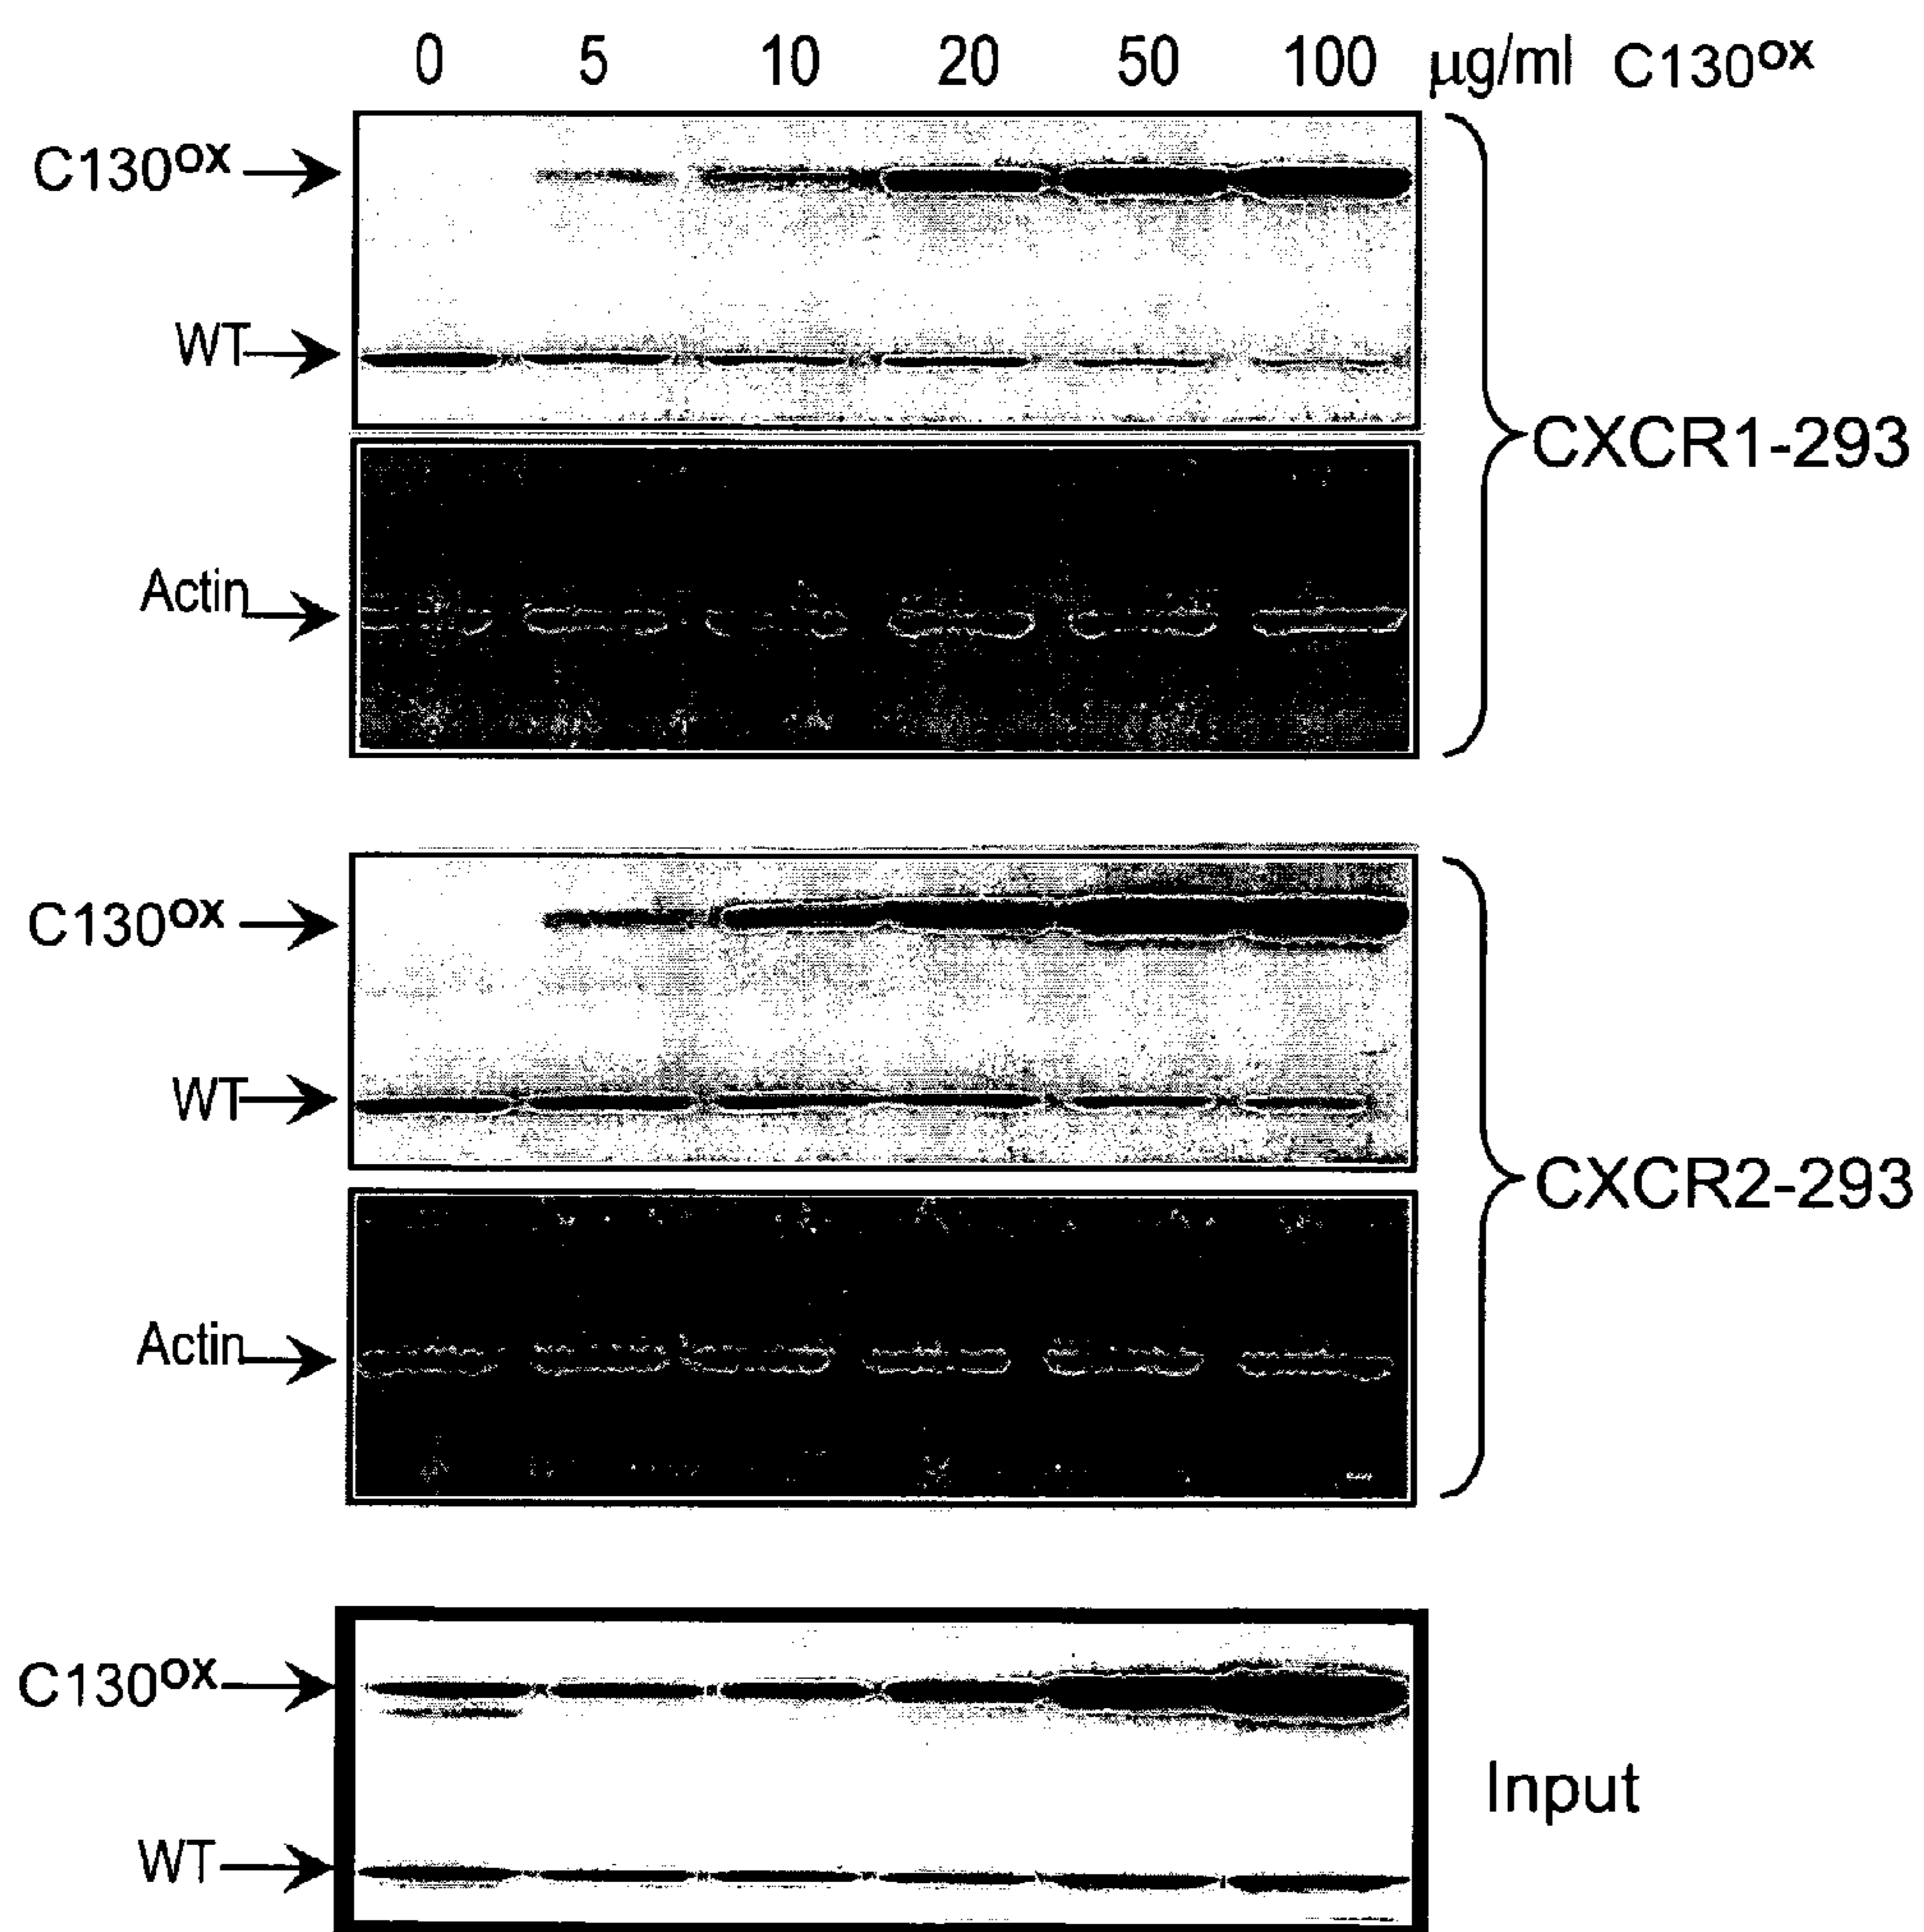 0 5 10 20 50 100 µg/ml C130ᴼˣ
C130ᴼˣ
WT
CXCR1-293
Actin
C130ᴼˣ
WT
CXCR2-293
Actin
C130ᴼˣ
Input
WT